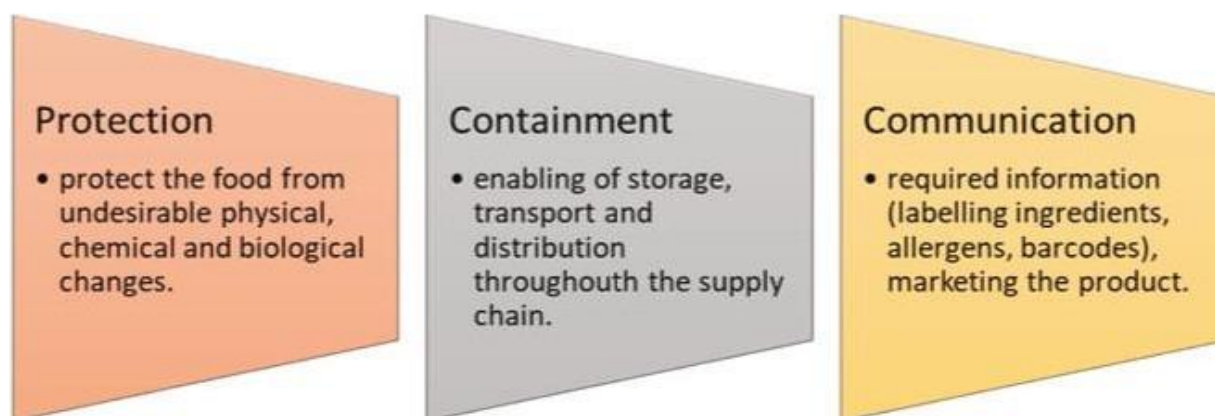 Protection
• protect the food from
undesirable physical,
chemical and biological
changes.
Containment
• enabling of storage,
transport and
distribution
throughouth the supply
chain.
Communication
• required information
(labelling ingredients,
allergens, barcodes),
marketing the product.